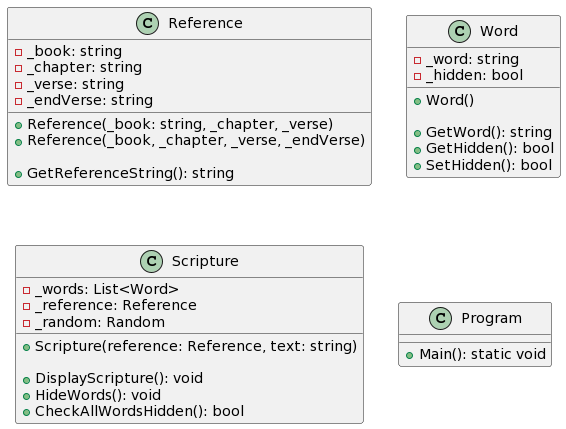 C Reference
_book: string
_chapter: string
_verse: string
_endVerse: string
Reference(_book: string, _chapter, _verse)
Reference(_book, _chapter, _verse, _endVerse)
GetReferenceString(): string
C Word
_word: string
_hidden: bool
Word()
GetWord(): string
GetHidden(): bool
SetHidden(): bool
C Scripture
_words: List<Word>
_reference: Reference
_random: Random
Scripture(reference: Reference, text: string)
DisplayScripture(): void
HideWords(): void
CheckAllWordsHidden(): bool
C Program
Main(): static void